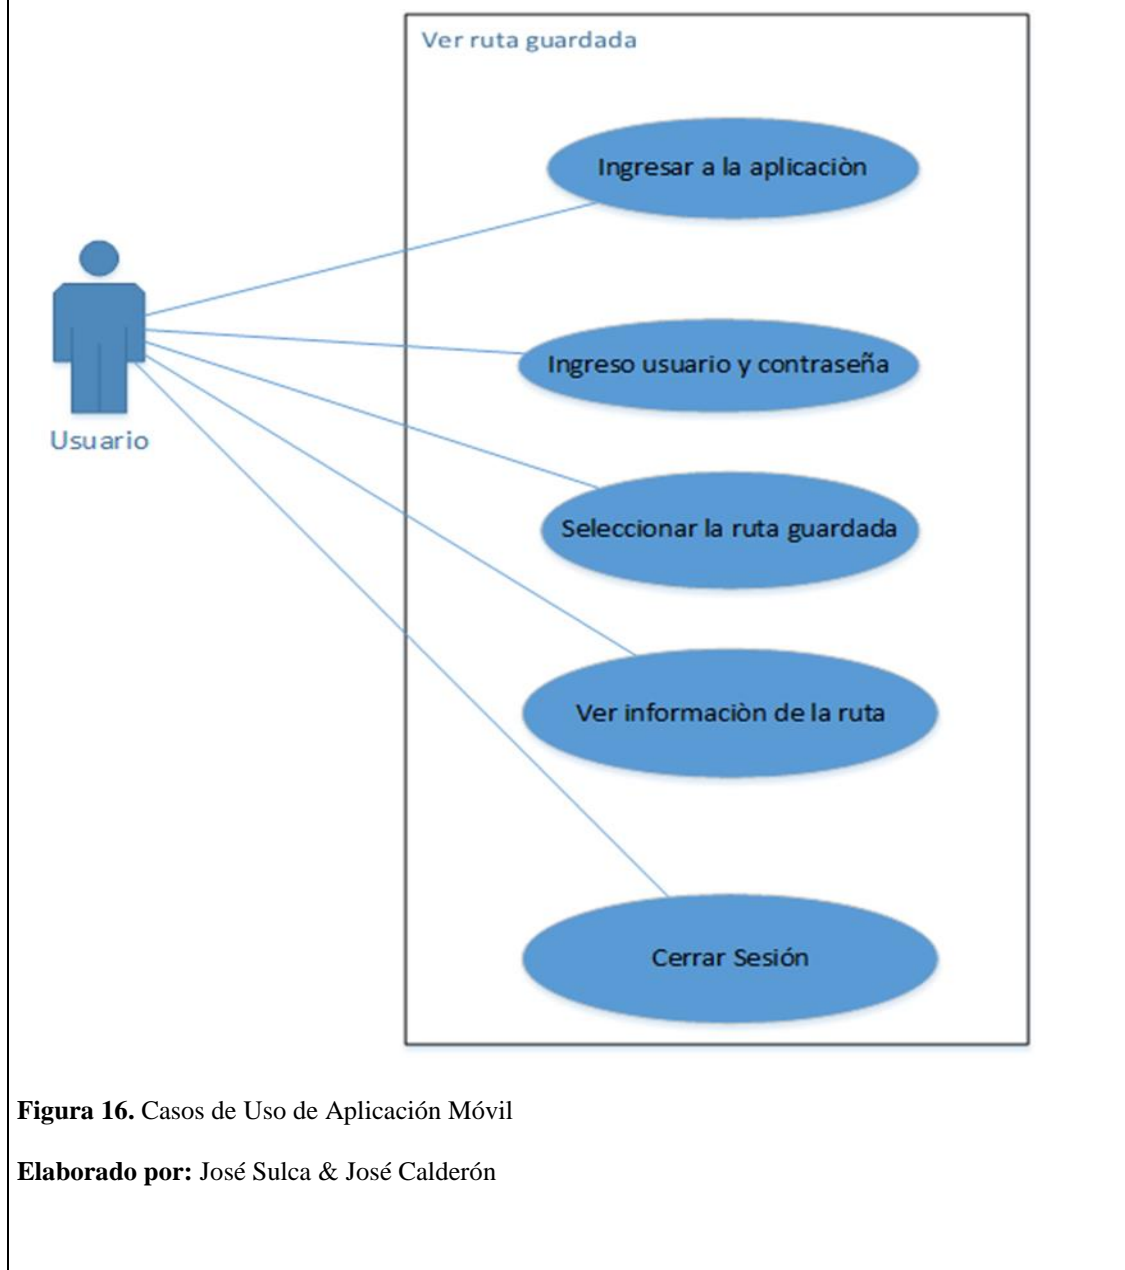 Ver ruta guardada
Ingresar a la aplicaciòn
Ingreso usuario y contraseña
Usuario
Seleccionar la ruta guardada
Ver informaciòn de la ruta
Cerrar Sesión
Figura 16. Casos de Uso de Aplicación Móvil
Elaborado por: José Sulca & José Calderón